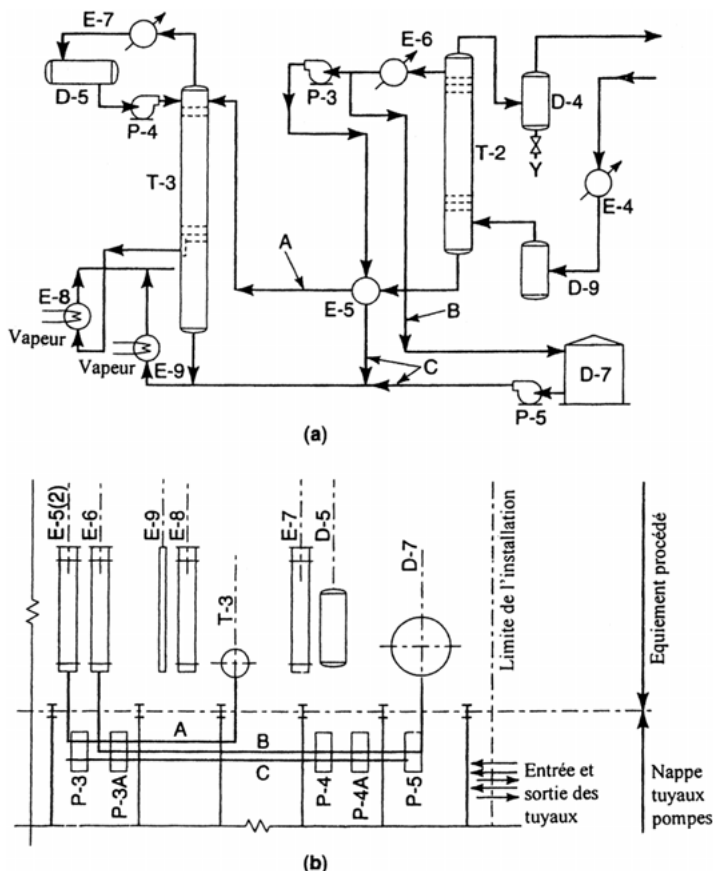 E-7
D-5
P-4
T-3
E-8
Vapeur
Vapeur
E-9
A
P-3
E-6
T-2
D-4
Y
E-4
D-9
E-5
B
C
D-7
P-5
(a)
E-5(2)
E-6
E-9
E-8
T-3
E-7
D-5
D-7
Limite de l'installation
Equiement procédé
A
B
C
P-3
P-3A
P-4
P-4A
P-5
Entrée et
sortie des
tuyaux
Nappe
tuyaux
pompes
(b)